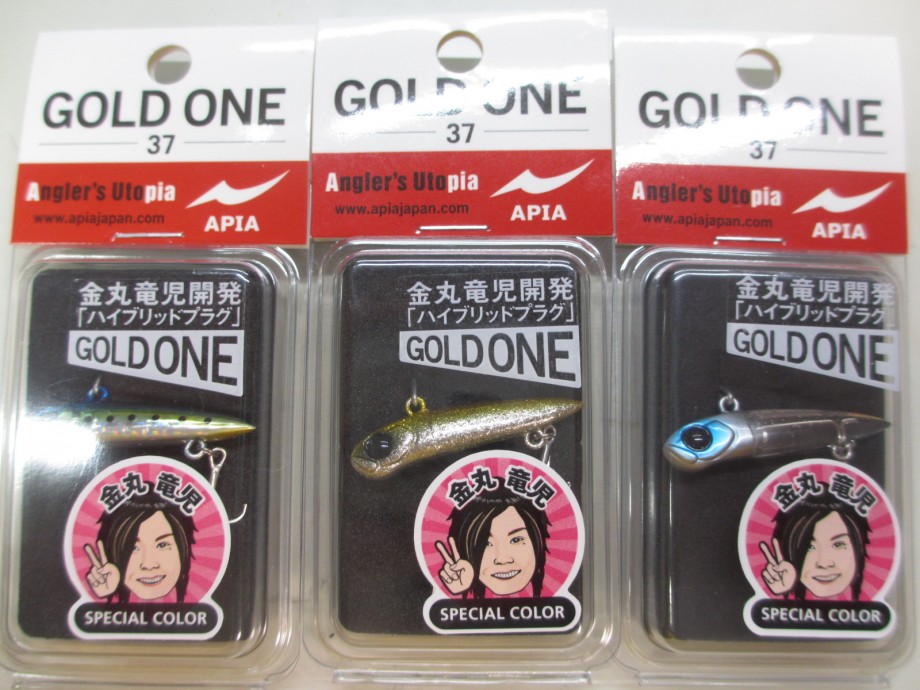 GOLD ONE
37
Angler's Utopia
www.apiajapan.com
APIA
金丸竜児開発
「ハイブリッドプラグ」
GOLD ONE
金丸 竜児
SPECIAL COLOR
GOLD ONE
37
Angler's Utopia
www.apiajapan.com
APIA
金丸竜児開発
「ハイブリッドプラグ」
GOLD ONE
金丸 竜児
SPECIAL COLOR
GOLD ONE
37
Angler's Utopia
www.apiajapan.com
APIA
金丸竜児開発
「ハイブリッドプラグ」
GOLD ONE
金丸 竜児
SPECIAL COLOR